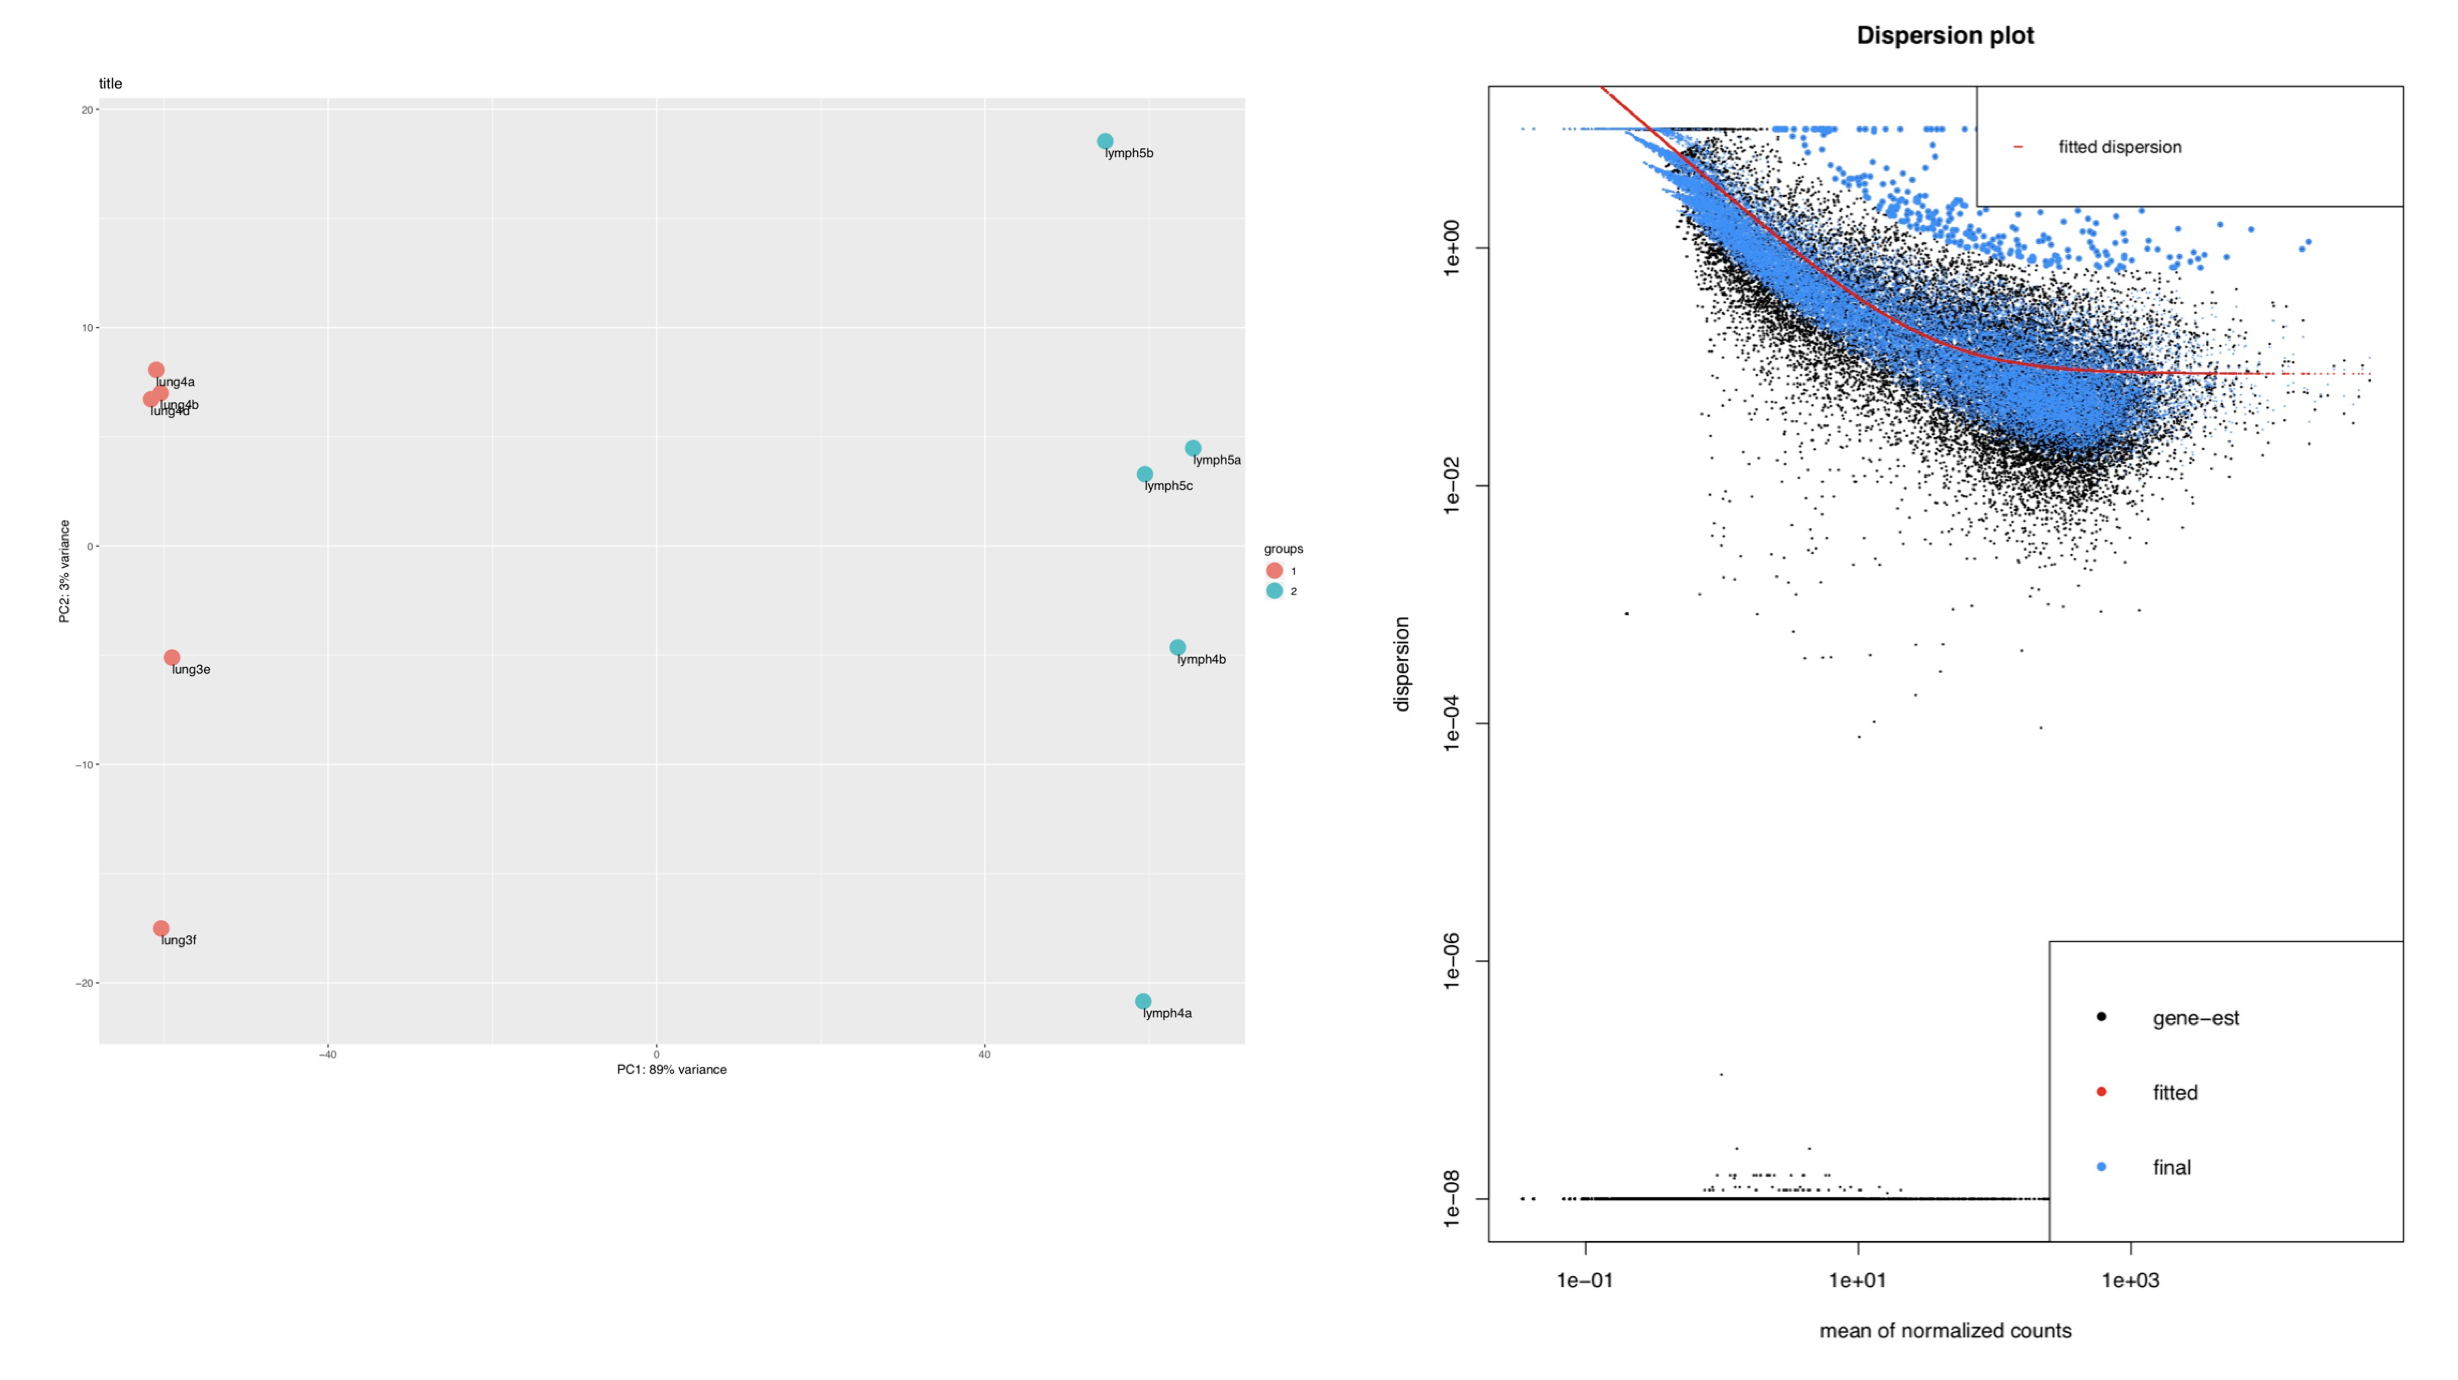 title
20
10
0
−10
−20
PC2: 3% variance
lymph5b
lung4a
lung4b
lung4d
lymph5a
lymph5c
lymph4b
lung3e
lung3f
lymph4a
−40
0
40
PC1: 89% variance
groups
1
2
Dispersion plot
fitted dispersion
1e+00
1e−02
1e−04
1e−06
1e−08
dispersion
gene−est
fitted
final
1e−01
1e+01
1e+03
mean of normalized counts